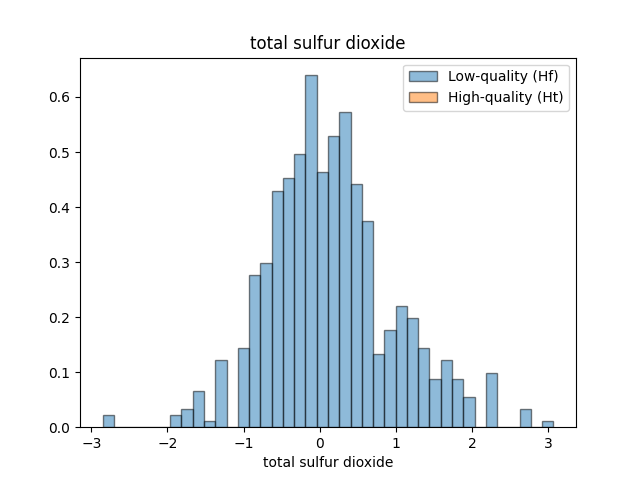 total sulfur dioxide
Low-quality (Hf)
High-quality (Ht)
0.6
0.5
0.4
0.3
0.2
0.1
0.0
−3 −2 −1 0 1 2 3
total sulfur dioxide